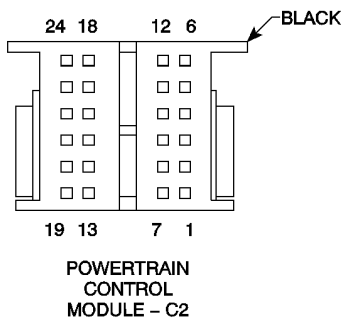 BLACK
24 18 12 6
19 13 7 1
POWERTRAIN
CONTROL
MODULE – C2